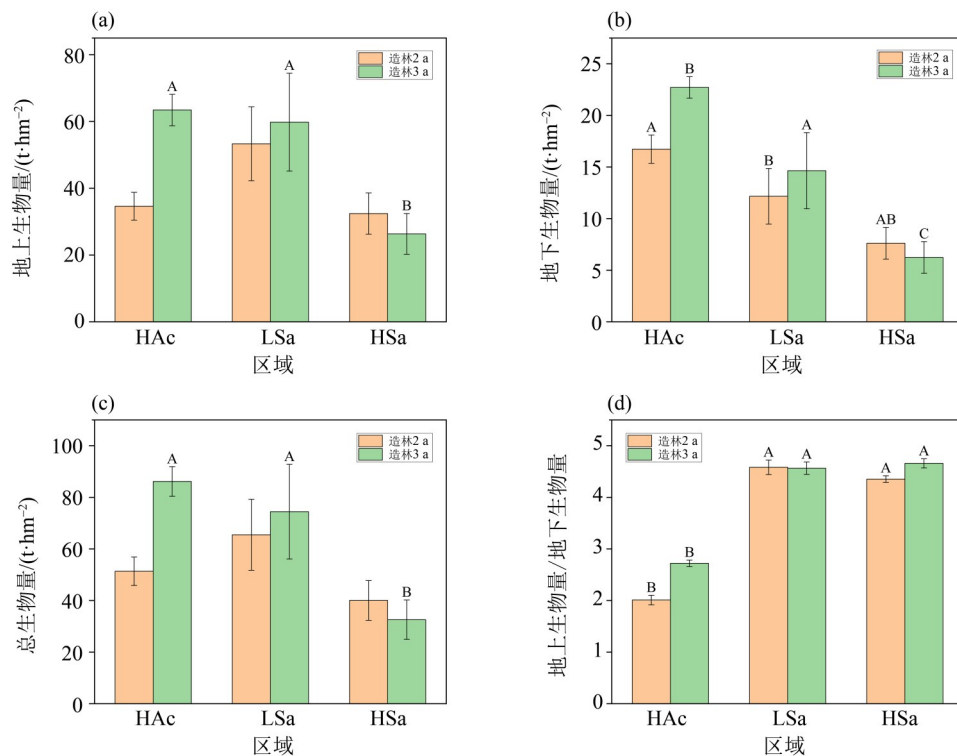 (a)
造林2 a
造林3 a
地上生物量/(t·hm⁻²)
80
60
40
20
0
A
A
B
HAc
LSa
HSa
区域
(b)
造林2 a
造林3 a
地下生物量/(t·hm⁻²)
25
20
15
10
5
0
A
B
B
A
AB
C
HAc
LSa
HSa
区域
(c)
造林2 a
造林3 a
总生物量/(t·hm⁻²)
100
80
60
40
20
0
A
A
B
HAc
LSa
HSa
区域
(d)
造林2 a
造林3 a
地上生物量/地下生物量
5
4
3
2
1
0
B
B
A
A
A
A
HAc
LSa
HSa
区域